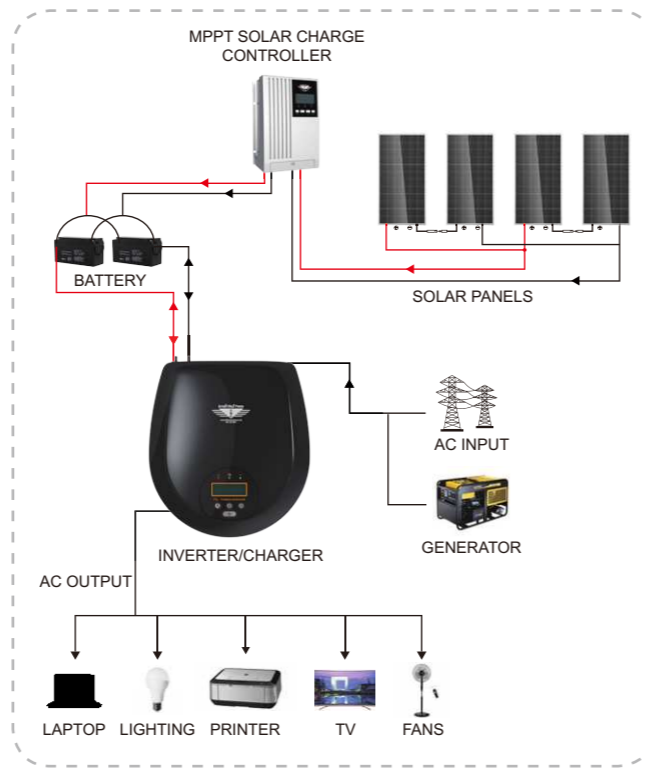 MPPT SOLAR CHARGE
CONTROLLER
BATTERY
SOLAR PANELS
AC INPUT
GENERATOR
INVERTER/CHARGER
AC OUTPUT
LAPTOP
LIGHTING
PRINTER
TV
FANS